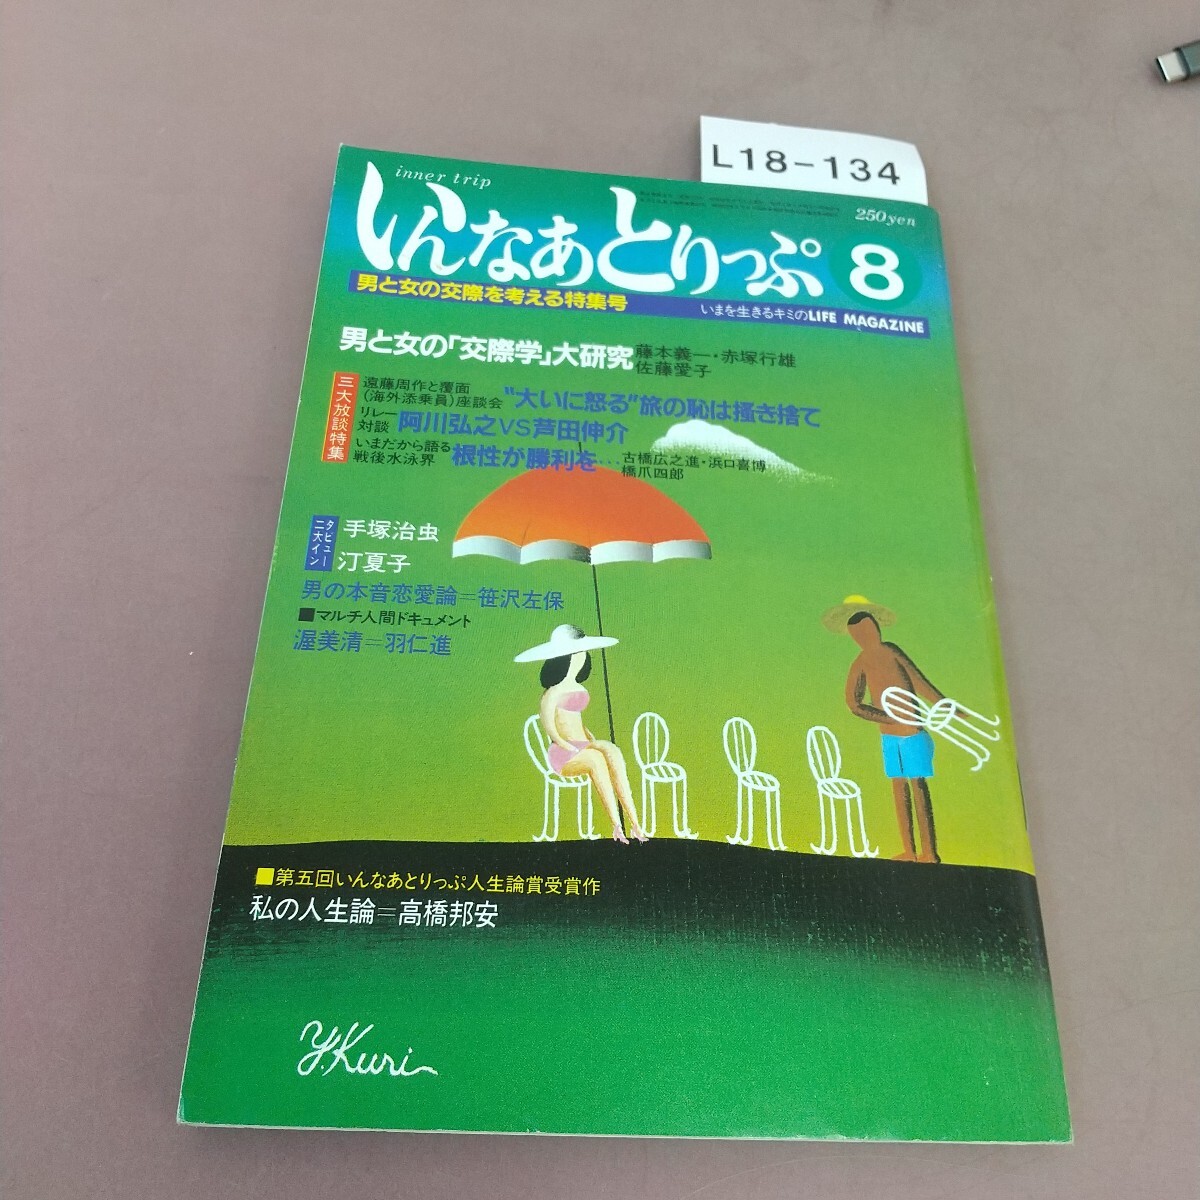 L18-134
inner trip
250yen
いんなあとりっぷ
8
男と女の交際を考える特集号
いまを生きるキミのLIFE MAGAZINE
男と女の「交際学」大研究
藤本義一・赤塚行雄
佐藤愛子
三大放談特集
遠藤周作と覆面
(海外添乗員)座談会
"大いに怒る"旅の恥は掻き捨て
リレー
対談
阿川弘之VS芦田伸介
いまだから語る
戦後水泳界
根性が勝利を…
古橋広之進・浜口喜博
橋爪四郎
二大イン
タビュー
手塚治虫
汀夏子
男の本音恋愛論=笹沢左保
■マルチ人間ドキュメント
渥美清=羽仁進
■第五回いんなあとりっぷ人生論賞受賞作
私の人生論=高橋邦安
Y.Kuri